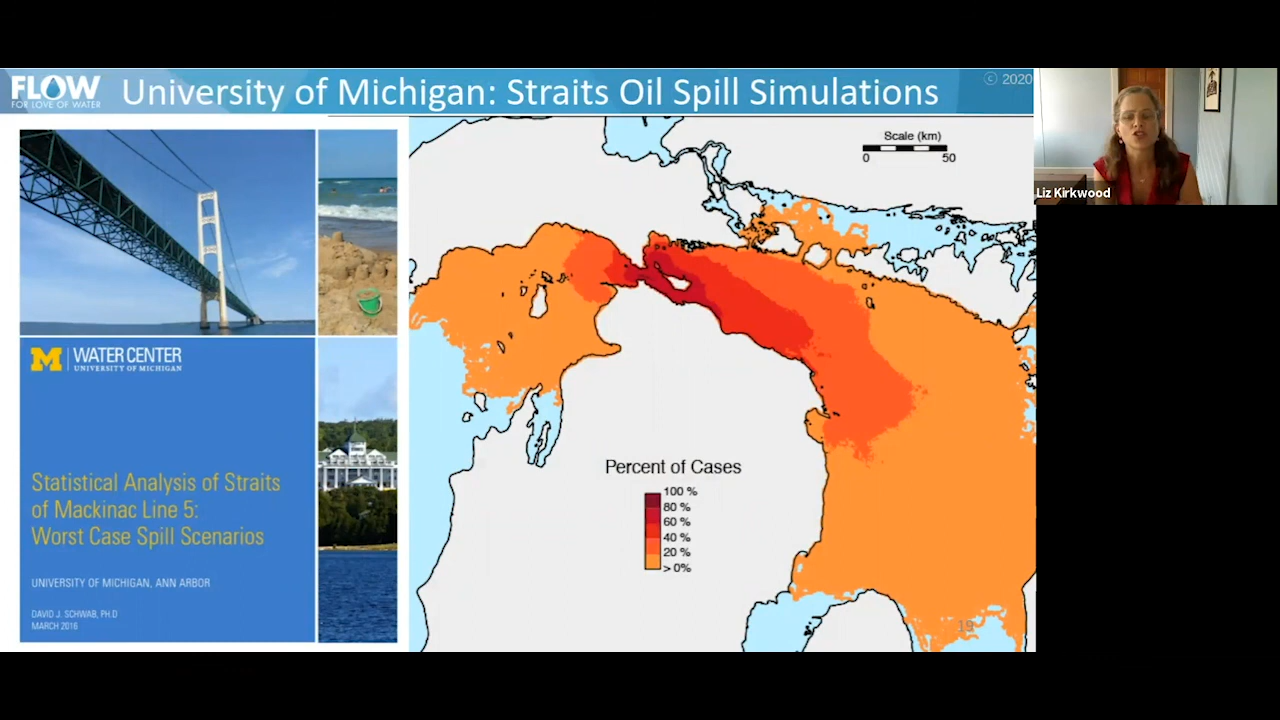 FLOW
FOR LOVE OF WATER
University of Michigan: Straits Oil Spill Simulations
© 2020
Liz Kirkwood
M | WATER CENTER
UNIVERSITY OF MICHIGAN
Statistical Analysis of Straits
of Mackinac Line 5:
Worst Case Spill Scenarios
UNIVERSITY OF MICHIGAN, ANN ARBOR
DAVID J. SCHWAB, PH.D
MARCH 2016
Scale (km)
0 50
Percent of Cases
100 %
80 %
60 %
40 %
20 %
> 0%
19